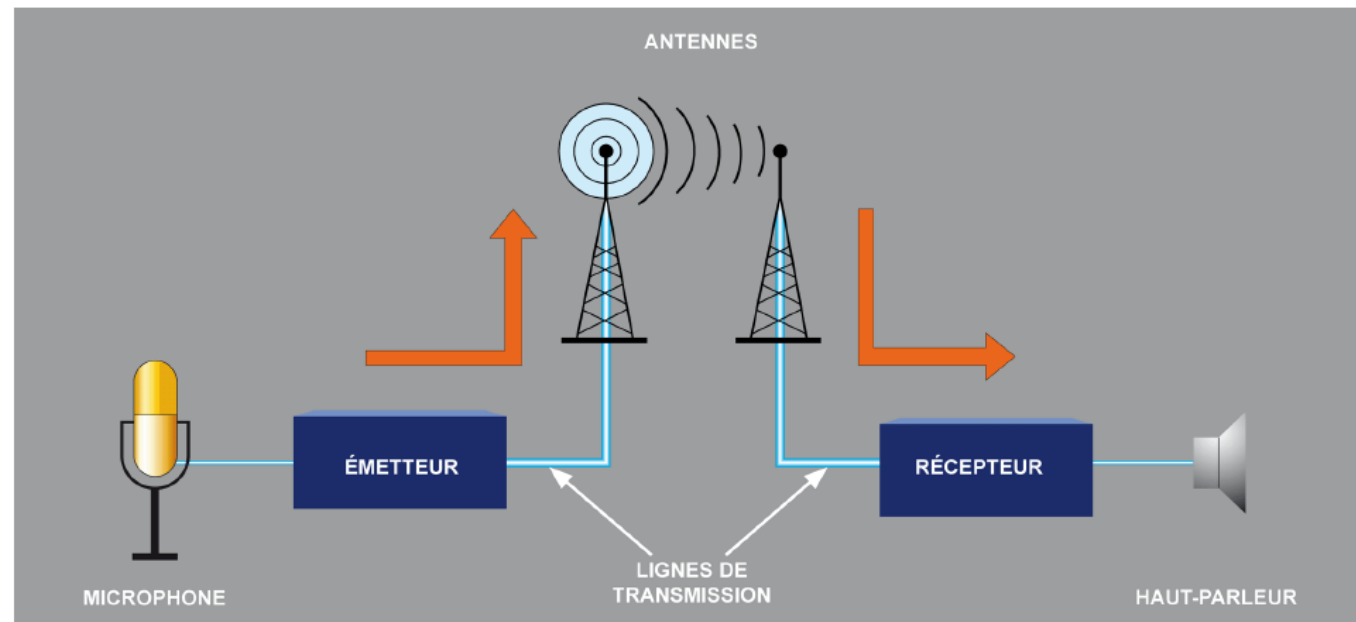 ANTENNES
ÉMETTEUR
RÉCEPTEUR
LIGNES DE
TRANSMISSION
MICROPHONE
HAUT-PARLEUR